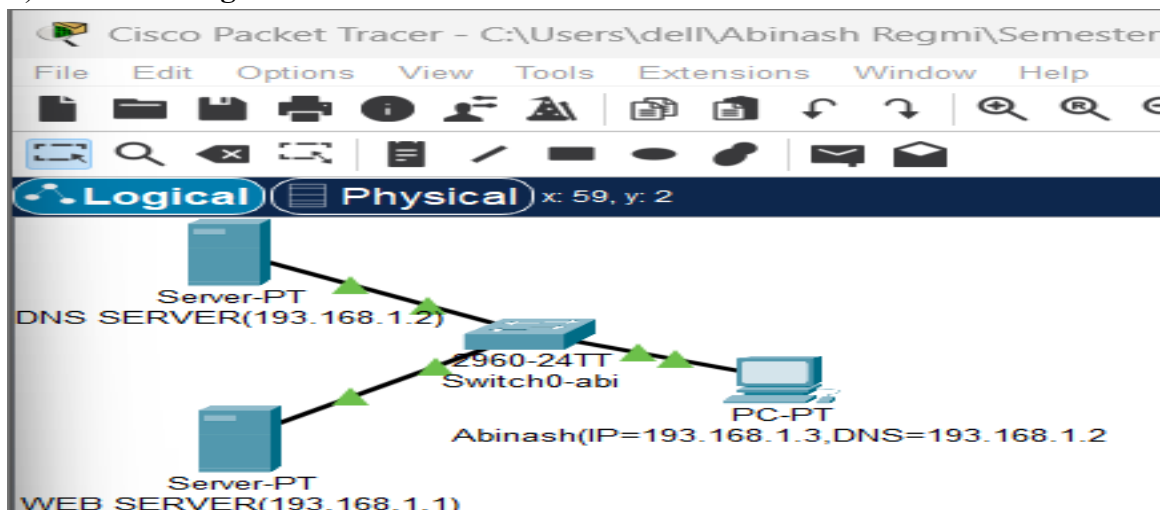 Cisco Packet Tracer - C:\Users\dell\Abinash Regmi\Semester
File Edit Options View Tools Extensions Window Help
Logical Physical x: 59, y: 2
Server-PT
DNS SERVER(193.168.1.2)
2960-24TT
Switch0-abi
PC-PT
Abinash(IP=193.168.1.3,DNS=193.168.1.2
Server-PT
WEB SERVER(193.168.1.1)